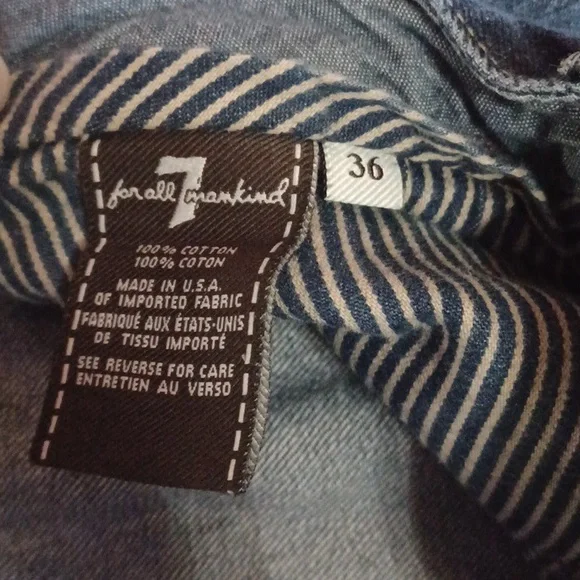 7
for all mankind
36
100% COTTON
100% COTON
MADE IN U.S.A.
OF IMPORTED FABRIC
FABRIQUÉ AUX ÉTATS-UNIS
DE TISSU IMPORTÉ
SEE REVERSE FOR CARE
ENTRETIEN AU VERSO